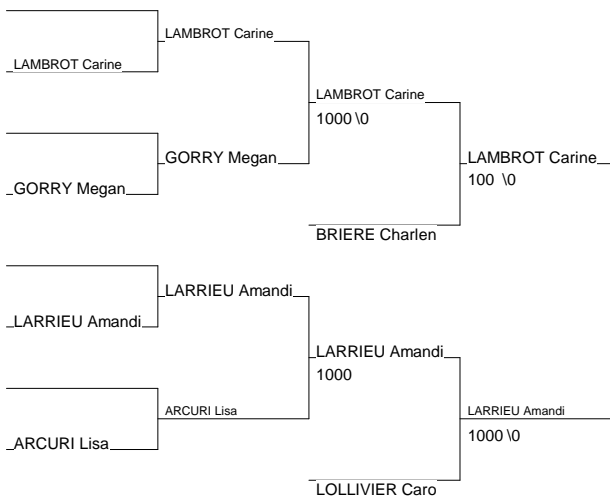 LAMBROT Carine
LAMBROT Carine
LAMBROT Carine
1000 \0
GORRY Megan
LAMBROT Carine
100 \0
GORRY Megan
BRIERE Charlen
LARRIEU Amandi
LARRIEU Amandi
LARRIEU Amandi
1000
ARCURI Lisa
LARRIEU Amandi
1000 \0
ARCURI Lisa
LOLLIVIER Caro